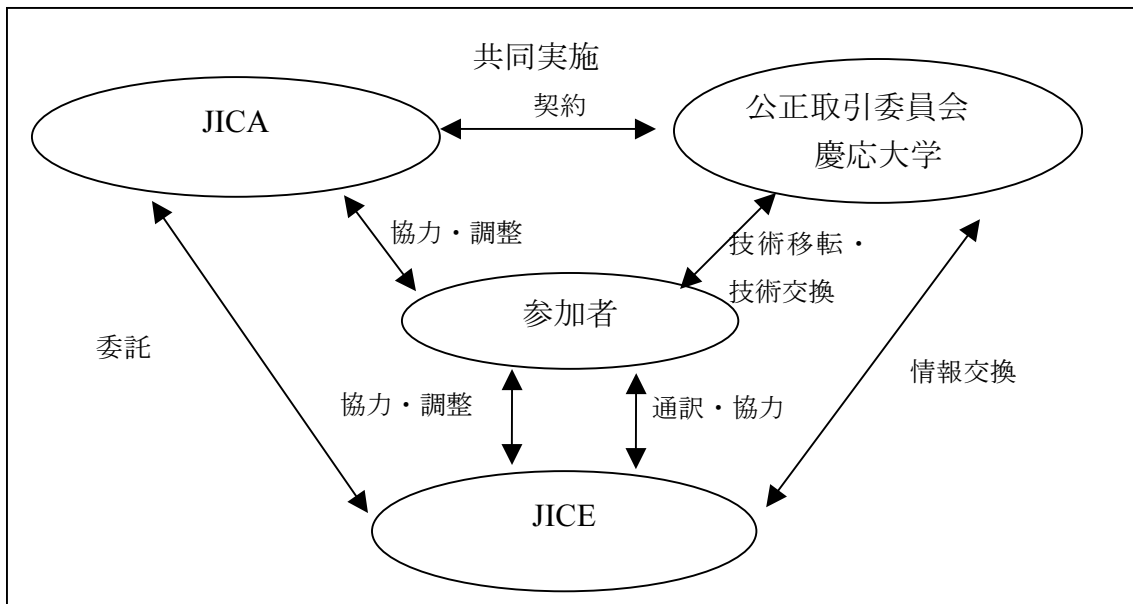 共同実施
JICA
契約
公正取引委員会
慶応大学
協力・調整
技術移転・
技術交換
参加者
委託
情報交換
協力・調整
通訳・協力
JICE